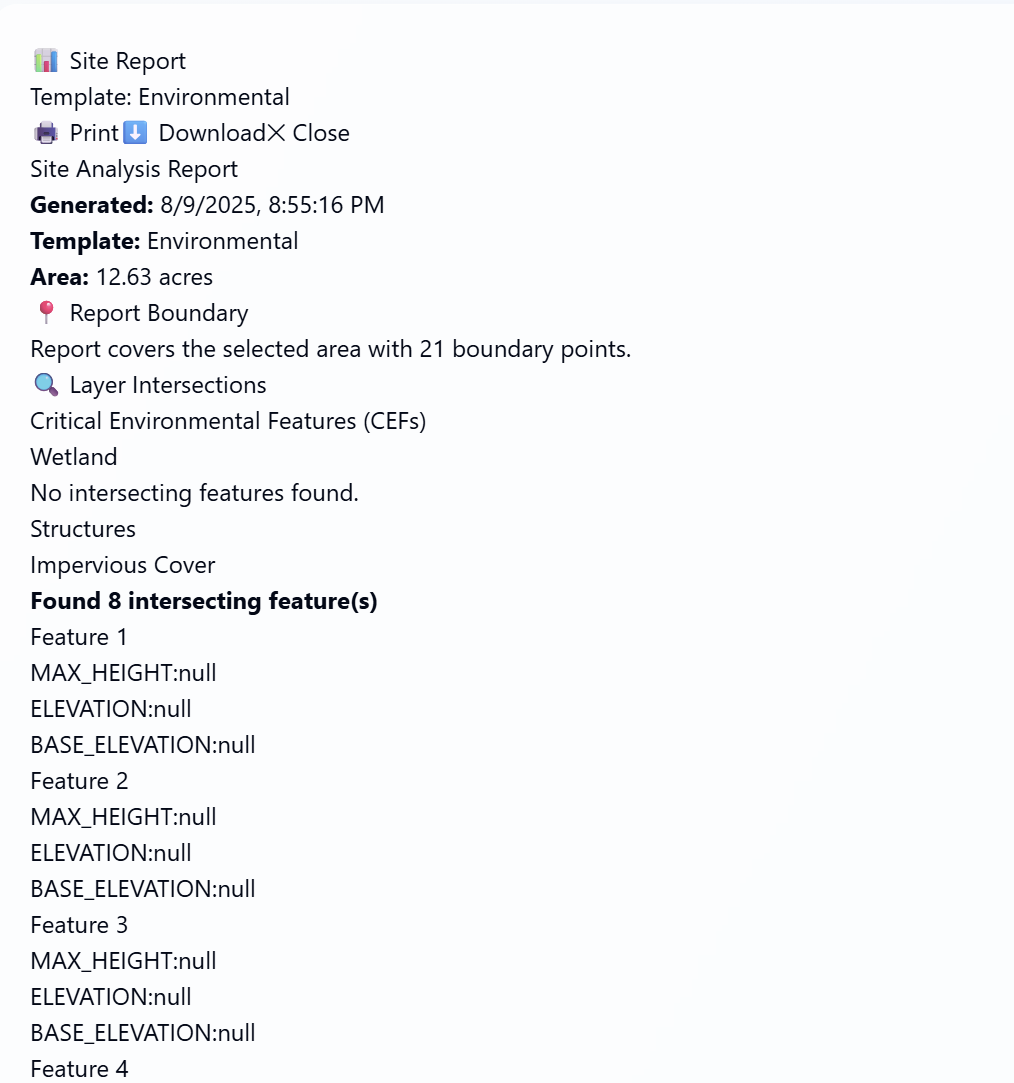 📊 Site Report
Template: Environmental
🖨️ Print⬇️ Download✕ Close
Site Analysis Report
Generated: 8/9/2025, 8:55:16 PM
Template: Environmental
Area: 12.63 acres
📍 Report Boundary
Report covers the selected area with 21 boundary points.
🔍 Layer Intersections
Critical Environmental Features (CEFs)
Wetland
No intersecting features found.
Structures
Impervious Cover
Found 8 intersecting feature(s)
Feature 1
MAX_HEIGHT:null
ELEVATION:null
BASE_ELEVATION:null
Feature 2
MAX_HEIGHT:null
ELEVATION:null
BASE_ELEVATION:null
Feature 3
MAX_HEIGHT:null
ELEVATION:null
BASE_ELEVATION:null
Feature 4